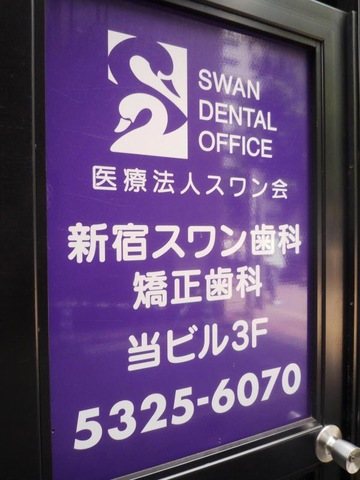 SWAN
DENTAL
OFFICE
医療法人スワン会
新宿スワン歯科
矯正歯科
当ビル3F
5325-6070